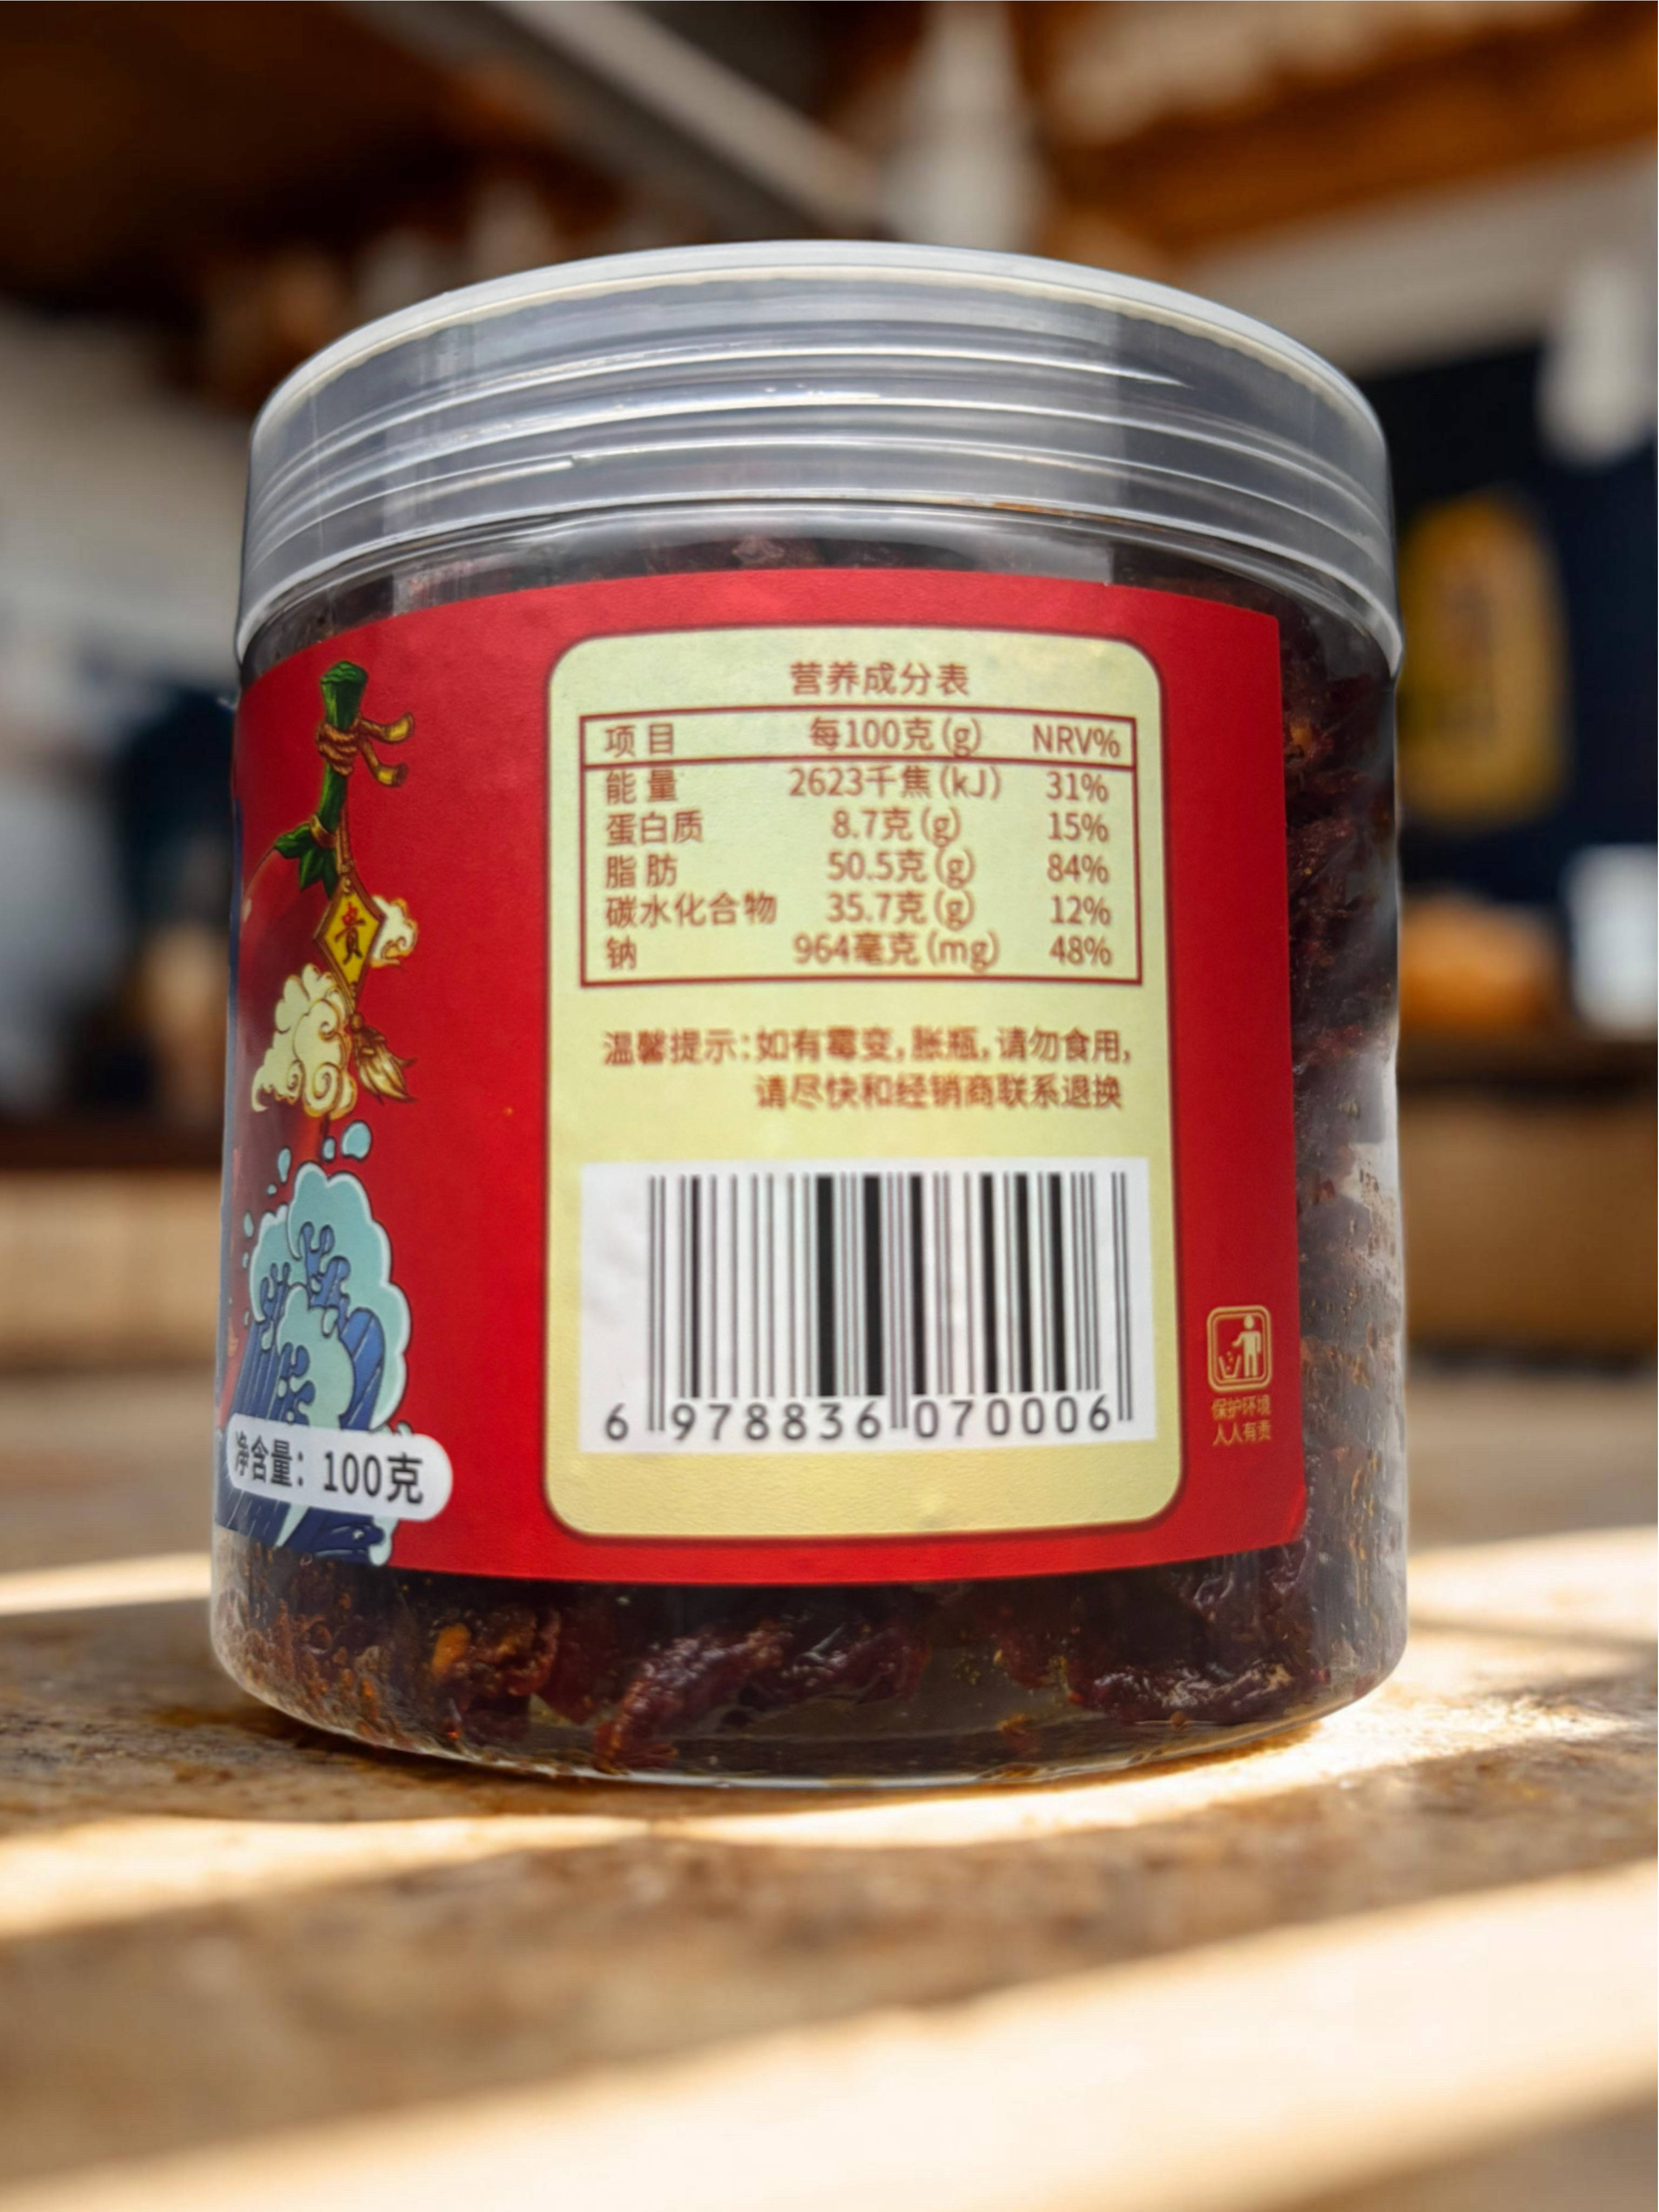 营养成分表
项目 每100克(g) NRV%
能量 2623千焦(kJ) 31%
蛋白质 8.7克(g) 15%
脂肪 50.5克(g) 84%
碳水化合物 35.7克(g) 12%
钠 964毫克(mg) 48%
温馨提示:如有霉变,胀瓶,请勿食用,
请尽快和经销商联系退换
6 978836 070006
保护环境
人人有责
贵
净含量：100克